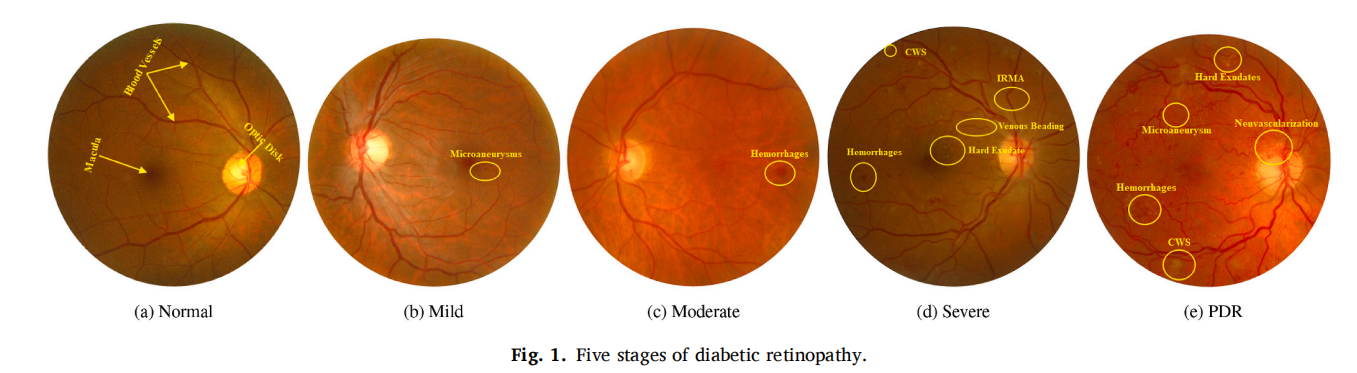 Blood Vessels
Macula
Optic Disk
(a) Normal
Microaneurysms
(b) Mild
Hemorrhages
(c) Moderate
CWS
IRMA
Venous Beading
Hard Exudate
Hemorrhages
(d) Severe
Hard Exudates
Microaneurysm
Neuvascularization
Hemorrhages
CWS
(e) PDR
Fig. 1. Five stages of diabetic retinopathy.